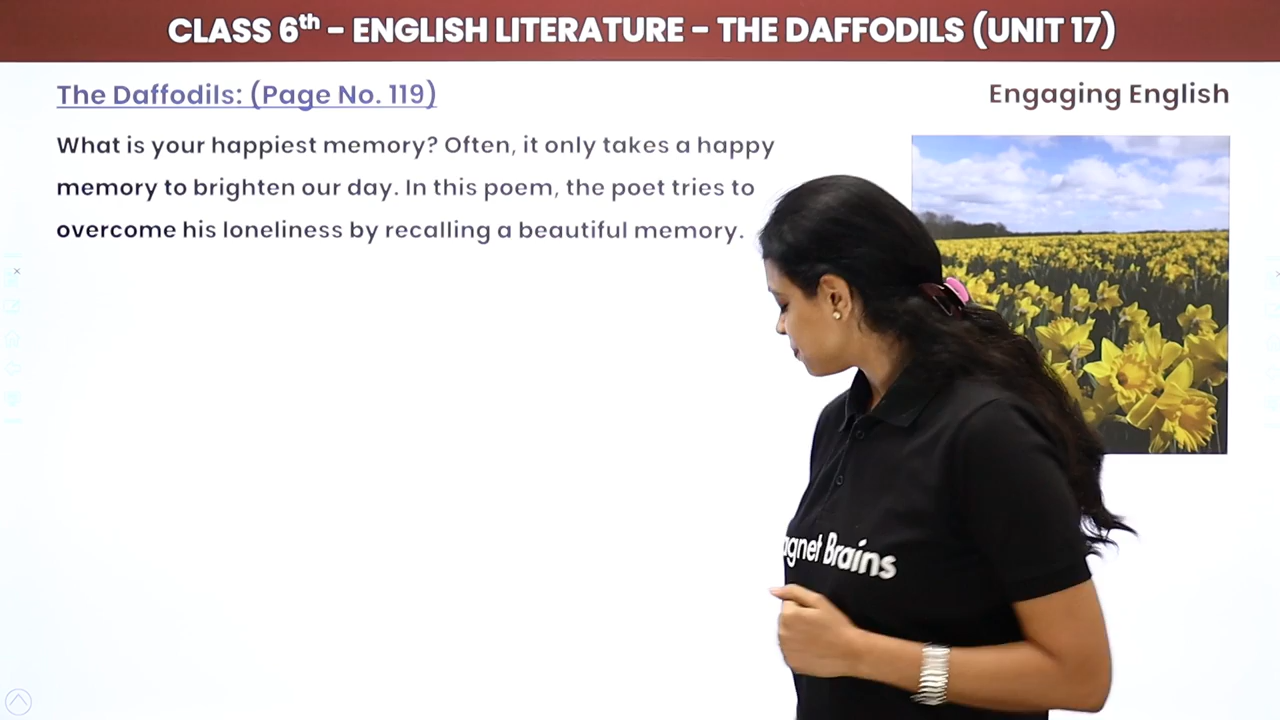 CLASS 6th - ENGLISH LITERATURE - THE DAFFODILS (UNIT 17)
The Daffodils: (Page No. 119)
Engaging English
What is your happiest memory? Often, it only takes a happy
memory to brighten our day. In this poem, the poet tries to
overcome his loneliness by recalling a beautiful memory.
Brains